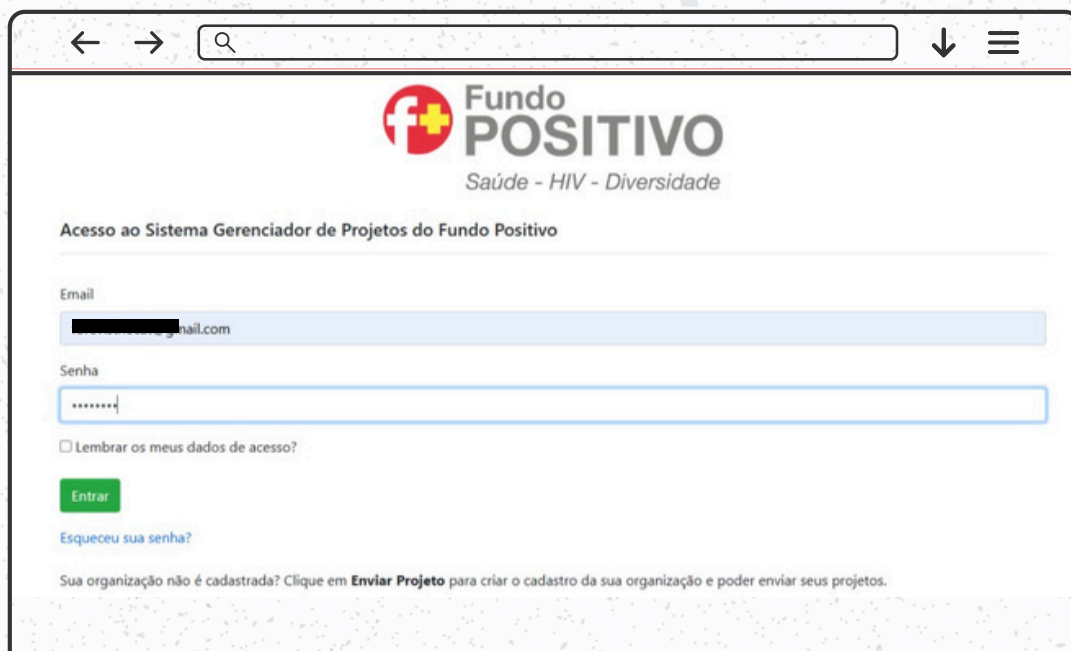 Fundo
POSITIVO
Saúde - HIV - Diversidade
Acesso ao Sistema Gerenciador de Projetos do Fundo Positivo
Email
mail.com
Senha
Lembrar os meus dados de acesso?
Entrar
Esqueceu sua senha?
Sua organização não é cadastrada? Clique em Enviar Projeto para criar o cadastro da sua organização e poder enviar seus projetos.